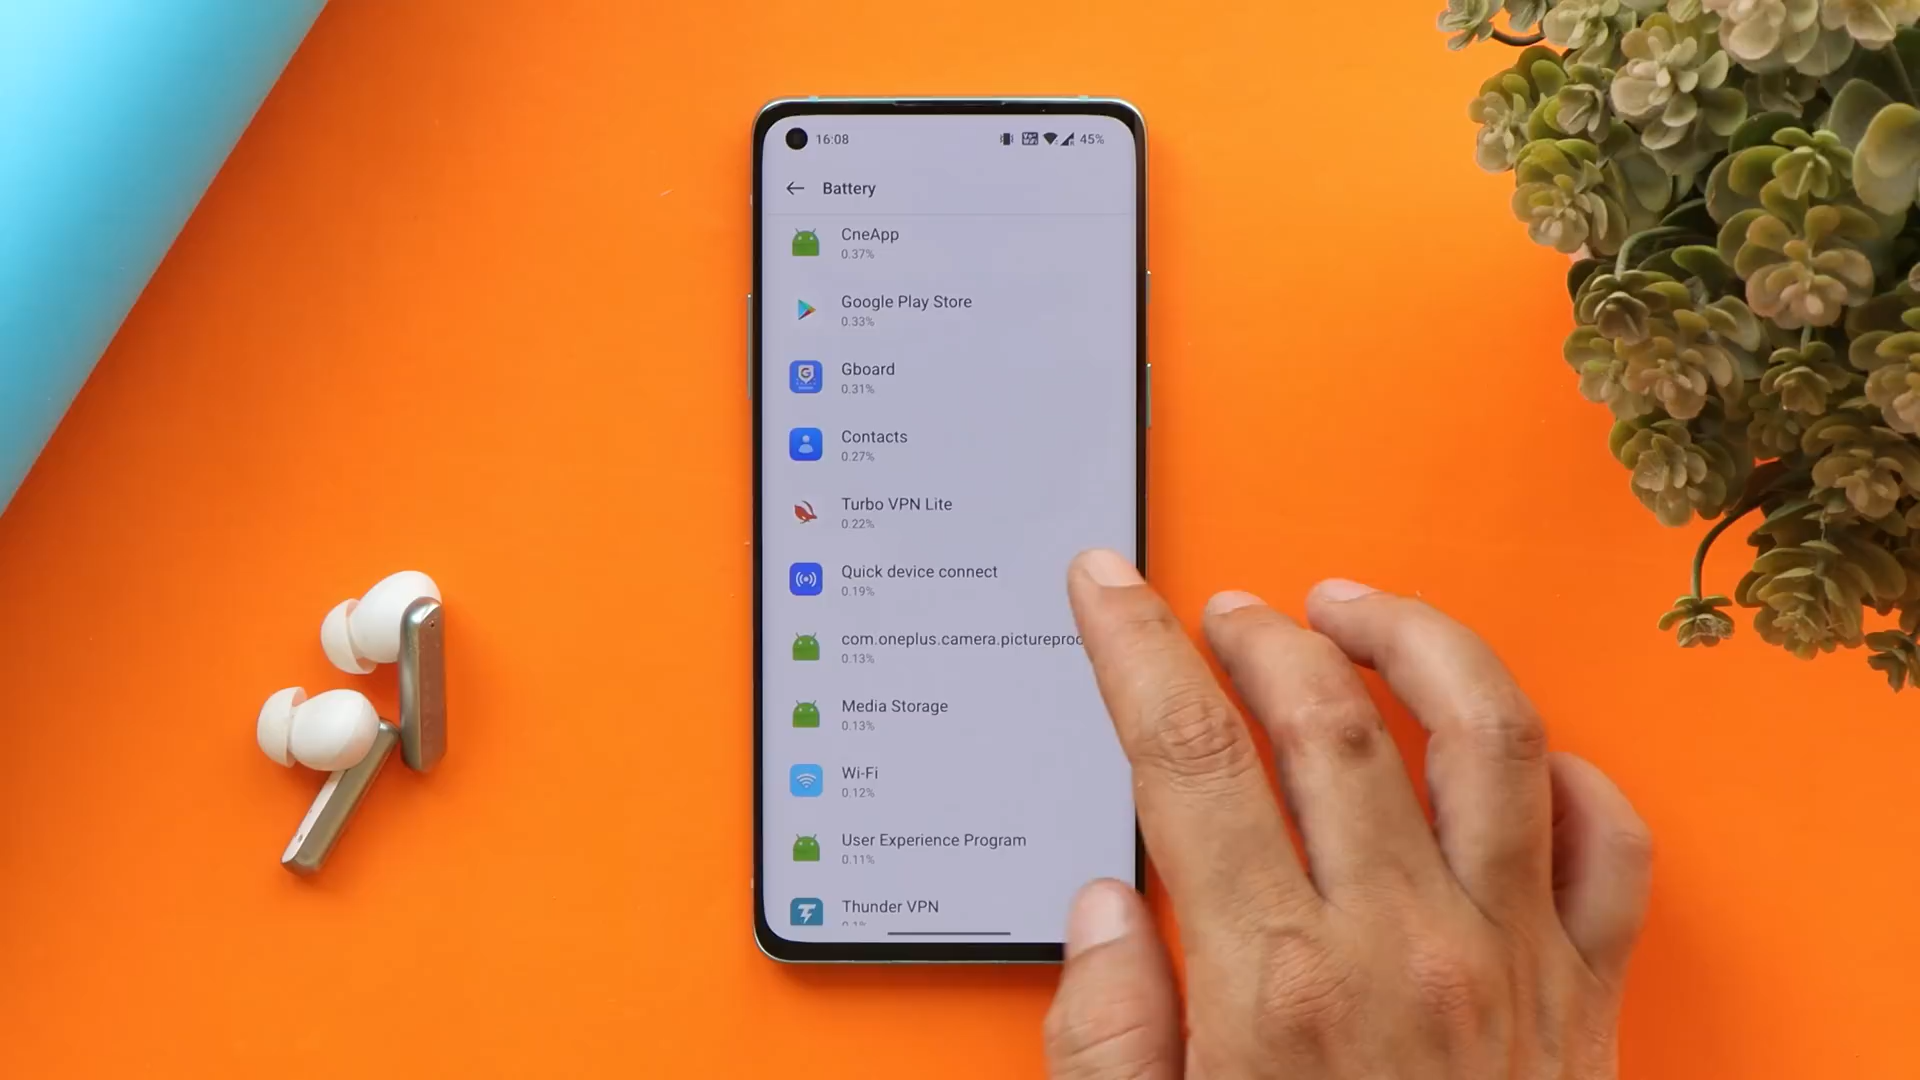 16:08
45%
Battery
CneApp
0.37%
Google Play Store
0.33%
Gboard
0.31%
Contacts
0.27%
Turbo VPN Lite
0.22%
Quick device connect
0.19%
com.oneplus.camera.pictureproc
0.13%
Media Storage
0.13%
Wi-Fi
0.12%
User Experience Program
0.11%
Thunder VPN